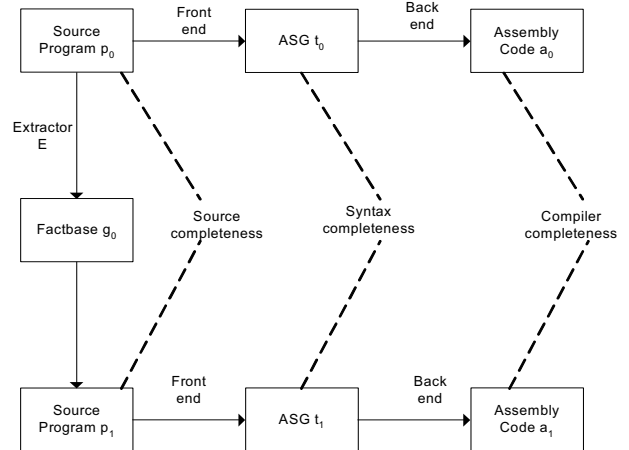 Front
end
Back
end
Source
Program p₀
ASG t₀
Assembly
Code a₀
Extractor
E
Factbase g₀
Source
completeness
Syntax
completeness
Compiler
completeness
Front
end
Back
end
Source
Program p₁
ASG t₁
Assembly
Code a₁